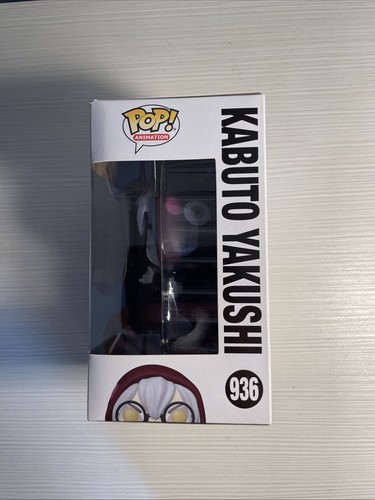 POP!
ANIMATION
KABUTO YAKUSHI
936